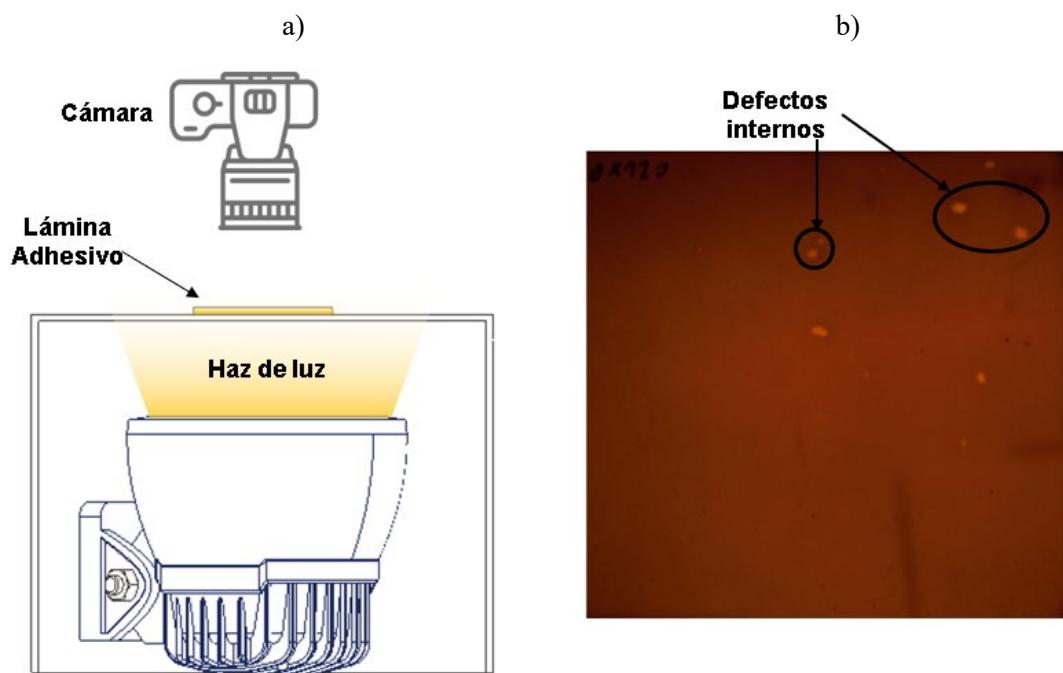 a)
b)
Cámara
Lámina
Adhesivo
Haz de luz
Defectos
internos